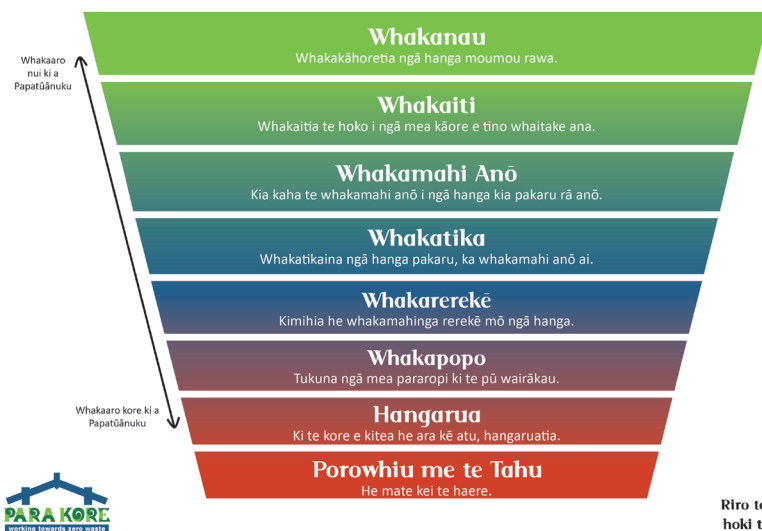 Whakanau
Whakakāhoretia ngā hanga moumou rawa.
Whakaaro
nui ki a
Papatūānuku
Whakaiti
Whakaitia te hoko i ngā mea kāore e tino whaitake ana.
Whakamahi Anō
Kia kaha te whakamahi anō i ngā hanga kia pakaru rā anō.
Whakatika
Whakatikaina ngā hanga pakaru, ka whakamahi anō ai.
Whakarerekē
Kimihia he whakamahinga rerekē mō ngā hanga.
Whakapopo
Tukuna ngā mea pararopi ki te pū wairākau.
Whakaaro kore ki a
Papatūānuku
Hangarua
Ki te kore e kitea he ara kē atu, hangaruatia.
Porowhiu me te Tahu
He mate kei te haere.
PARA KORE
working towards zero waste
Riro
hoki